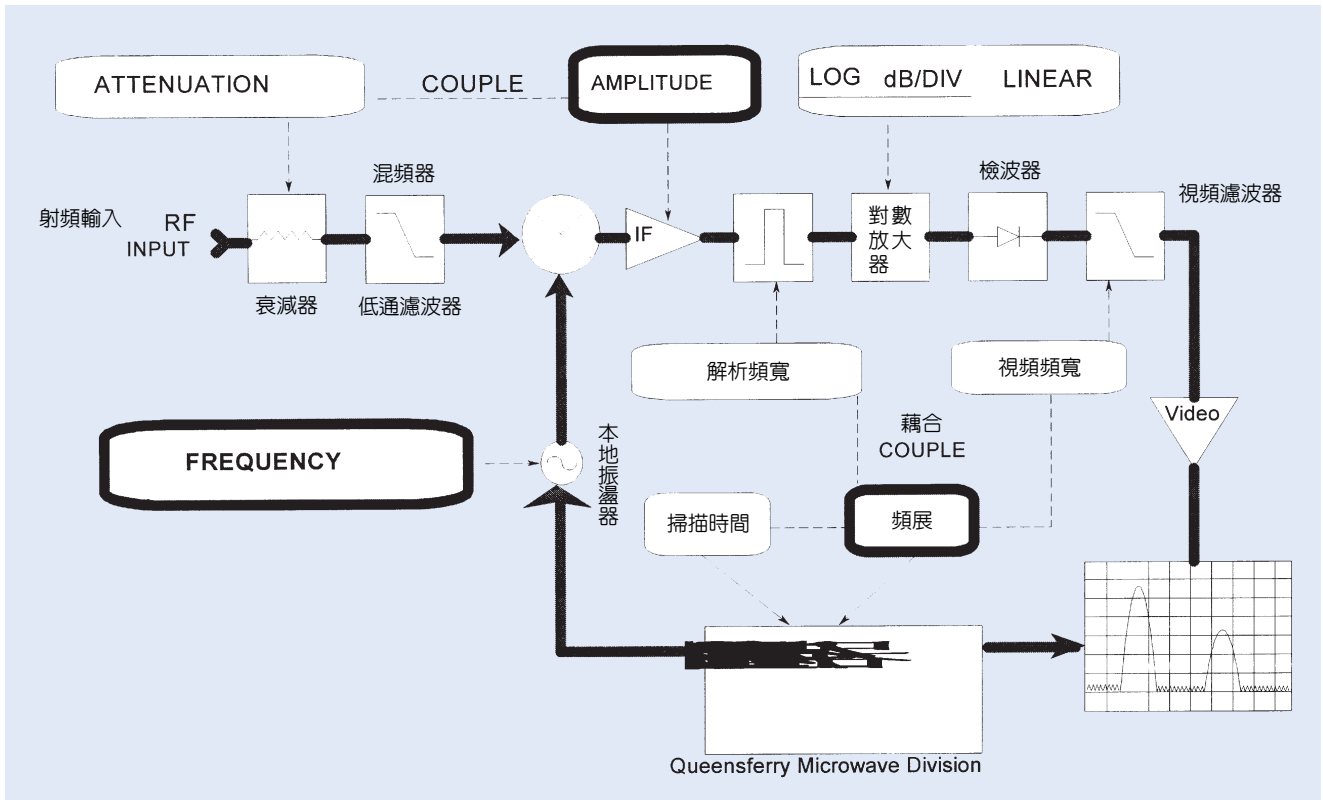 ATTENUATION
COUPLE
AMPLITUDE
LOG dB/DIV LINEAR
混頻器
檢波器
視頻濾波器
射頻輸入
RF
INPUT
IF
對數
放大
器
衰減器
低通濾波器
解析頻寬
視頻頻寬
Video
藕合
COUPLE
FREQUENCY
本地振盪器
掃描時間
頻展
Queensferry Microwave Division